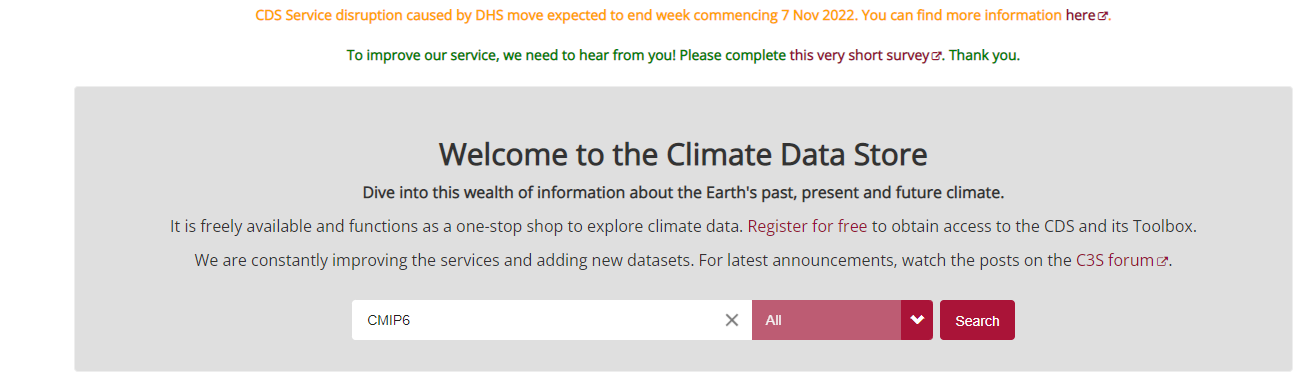 CDS Service disruption caused by DHS move expected to end week commencing 7 Nov 2022. You can find more information here.
To improve our service, we need to hear from you! Please complete this very short survey. Thank you.
Welcome to the Climate Data Store
Dive into this wealth of information about the Earth's past, present and future climate.
It is freely available and functions as a one-stop shop to explore climate data. Register for free to obtain access to the CDS and its Toolbox.
We are constantly improving the services and adding new datasets. For latest announcements, watch the posts on the C3S forum.
CMIP6 All Search